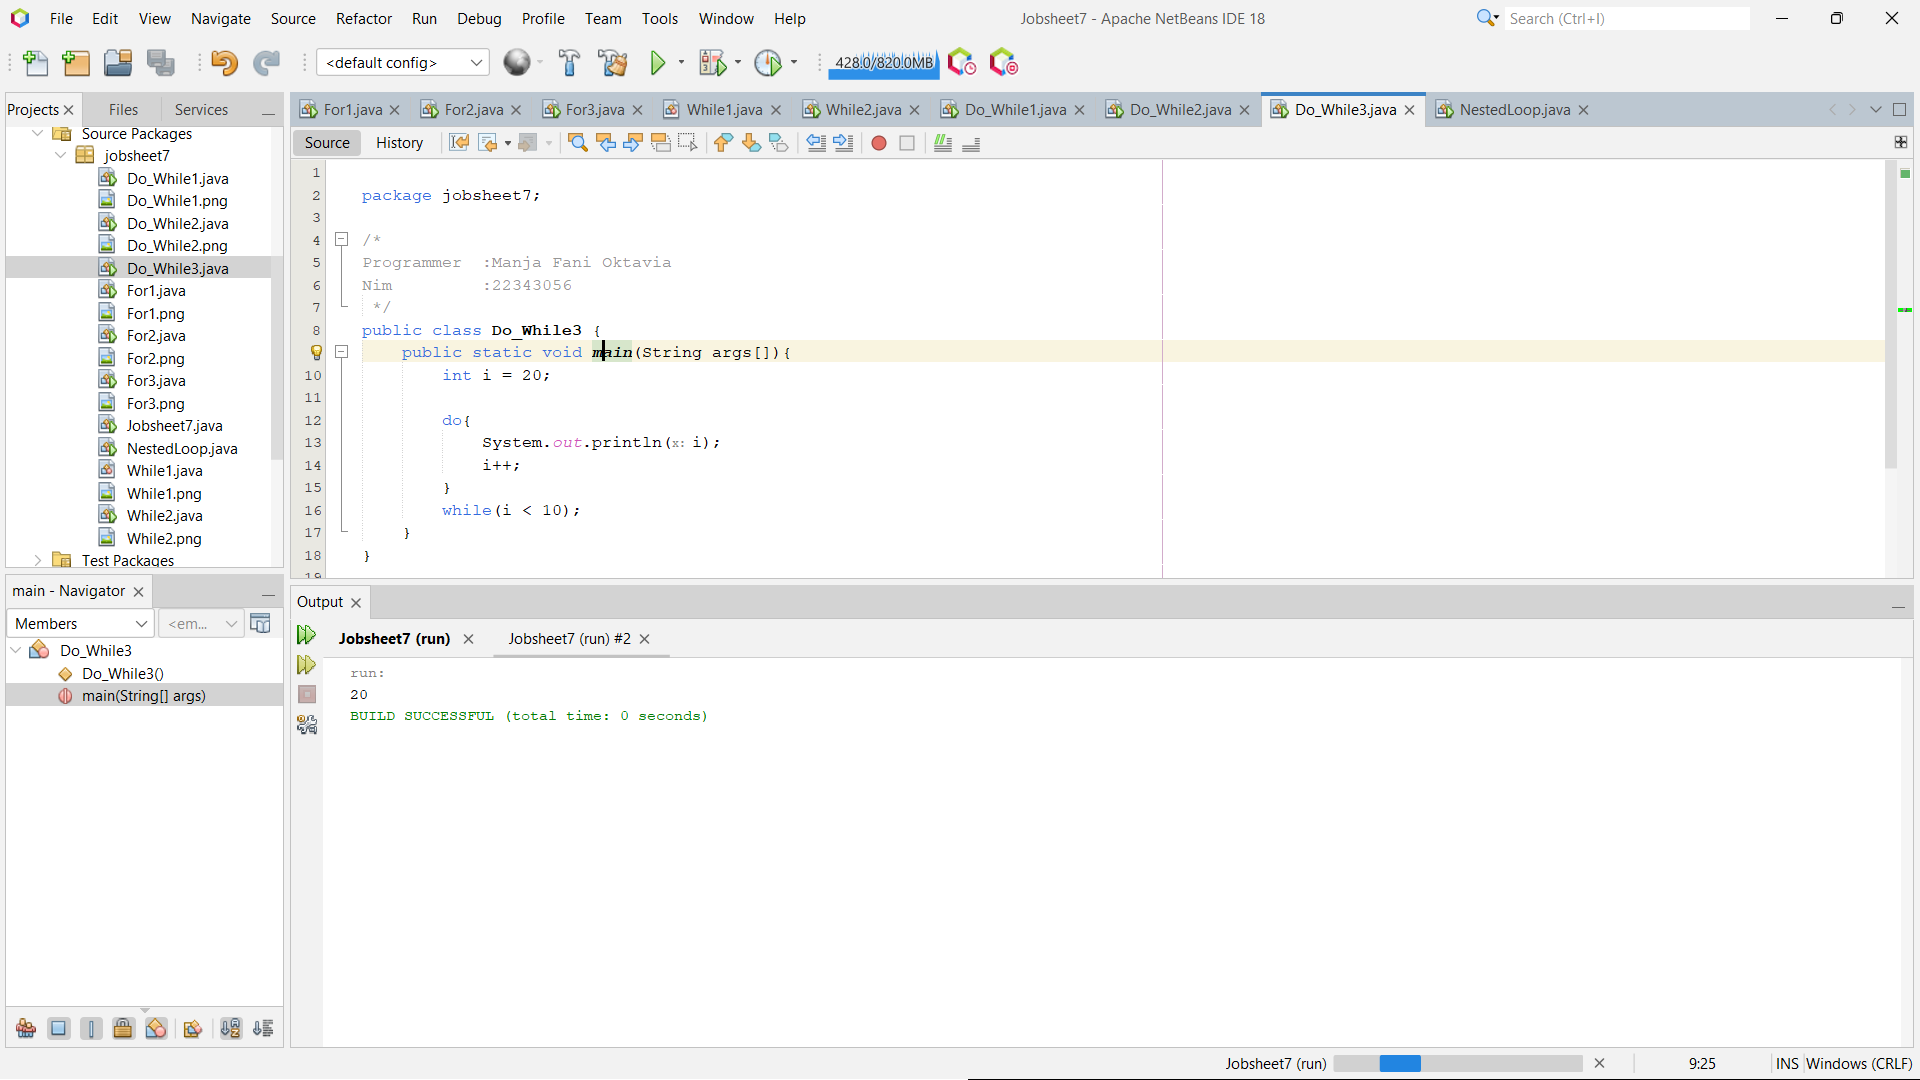 File Edit View Navigate Source Refactor Run Debug Profile Team Tools Window Help Jobsheet7 - Apache NetBeans IDE 18 Search (Ctrl+I)
<default config> 428.0/820.0MB
Projects Files Services
Source Packages
jobsheet7
Do_While1.java
Do_While1.png
Do_While2.java
Do_While2.png
Do_While3.java
For1.java
For1.png
For2.java
For2.png
For3.java
For3.png
Jobsheet7.java
NestedLoop.java
While1.java
While1.png
While2.java
While2.png
Test Packages
main - Navigator
Members <em...
Do_While3
Do_While3()
main(String[] args)
For1.java For2.java For3.java While1.java While2.java Do_While1.java Do_While2.java Do_While3.java NestedLoop.java
Source History
1
2 package jobsheet7;
3
4 /*
5 Programmer :Manja Fani Oktavia
6 Nim :22343056
7 */
8 public class Do_While3 {
public static void main(String args[]){
10 int i = 20;
11
12 do{
13 System.out.println(x: i);
14 i++;
15 }
16 while(i < 10);
17 }
18 }
19
Output
Jobsheet7 (run) Jobsheet7 (run) #2
run:
20
BUILD SUCCESSFUL (total time: 0 seconds)
Jobsheet7 (run) 9:25 INS Windows (CRLF)